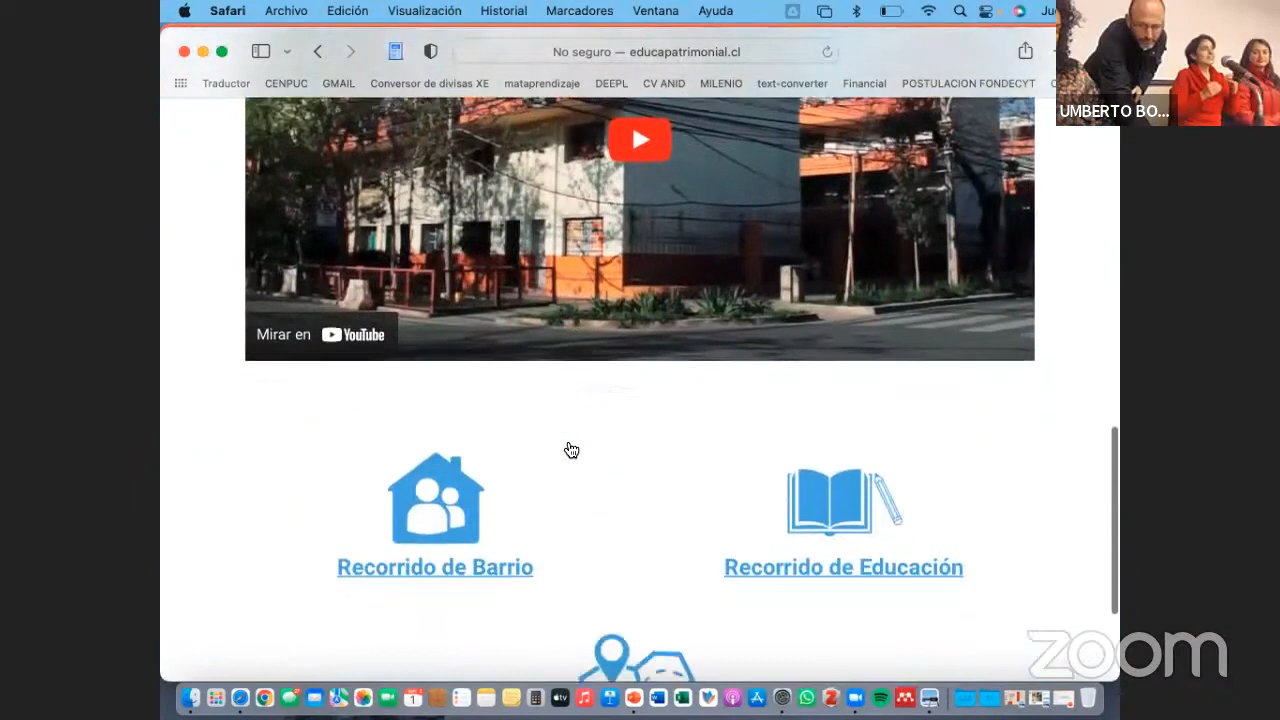 Safari Archivo Edición Visualización Historial Marcadores Ventana Ayuda
No seguro — educapatrimonial.cl
Traductor CENPUC GMAIL Conversor de divisas XE mataprendizaje DEEPL CV ANID MILENIO text-converter Financial POSTULACION FONDECYT
UMBERTO BO...
Mirar en YouTube
Recorrido de Barrio
Recorrido de Educación
zoom